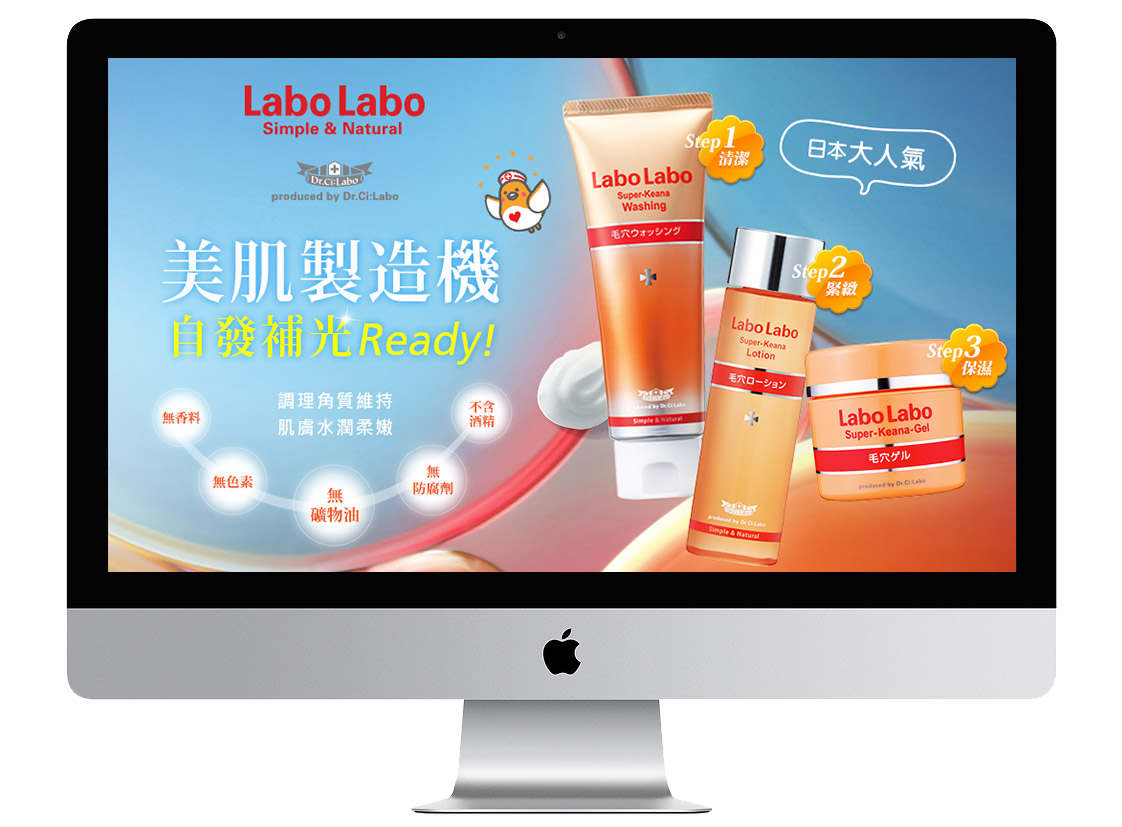 Labo Labo
Simple & Natural
Dr.Ci:Labo
produced by Dr.Ci:Labo
美肌製造機
自發補光Ready!
調理角質維持
肌膚水潤柔嫩
無香料
無色素
無
礦物油
無
防腐劑
不含
酒精
日本大人氣
Step1
清潔
Labo Labo
Super-Keana
Washing
毛穴ウォッシング
produced by Dr.Ci:Labo
Simple & Natural
Step2
緊緻
Labo Labo
Super-Keana
Lotion
毛穴ローション
produced by Dr.Ci:Labo
Simple & Natural
Step3
保濕
Labo Labo
Super-Keana-Gel
毛穴ゲル
produced by Dr.Ci:Labo